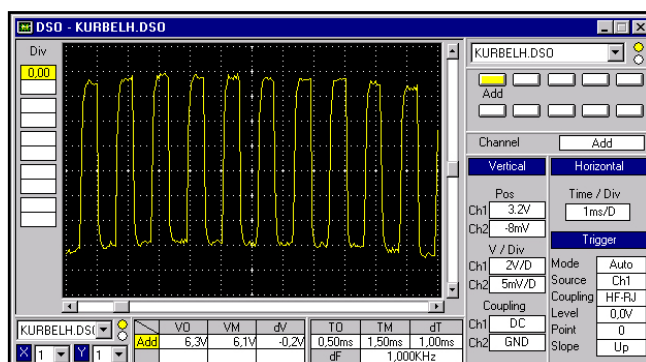 DSO - KURBELH.DSO
Div
0,00
KURBELH.DSO
Add
Channel Add
Vertical
Pos
Ch1 3.2V
Ch2 -8mV
V / Div
Ch1 2V/D
Ch2 5mV/D
Coupling
Ch1 DC
Ch2 GND
Horizontal
Time / Div
1ms/D
Trigger
Mode Auto
Source Ch1
Coupling HF-RJ
Level 0,0V
Point 0
Slope Up
KURBELH.DS(
X 1 Y 1
VO VM dV
Add 6,3V 6,1V -0,2V
TO TM dT
0,50ms 1,50ms 1,00ms
dF 1,000KHz